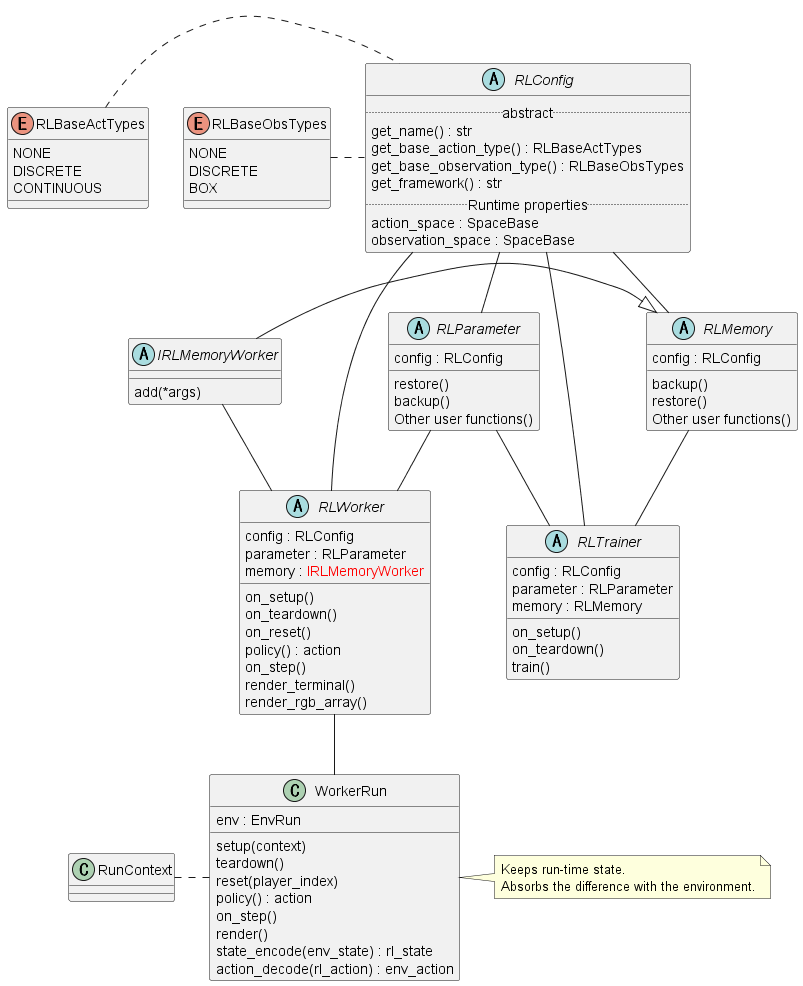 A RLConfig
abstract
get_name() : str
get_base_action_type() : RLBaseActTypes
get_base_observation_type() : RLBaseObsTypes
get_framework() : str
Runtime properties
action_space : SpaceBase
observation_space : SpaceBase
E RLBaseActTypes
NONE
DISCRETE
CONTINUOUS
E RLBaseObsTypes
NONE
DISCRETE
BOX
A IRLMemoryWorker
add(*args)
A RLParameter
config : RLConfig
restore()
backup()
Other user functions()
A RLMemory
config : RLConfig
backup()
restore()
Other user functions()
A RLWorker
config : RLConfig
parameter : RLParameter
memory : IRLMemoryWorker
on_setup()
on_teardown()
on_reset()
policy() : action
on_step()
render_terminal()
render_rgb_array()
A RLTrainer
config : RLConfig
parameter : RLParameter
memory : RLMemory
on_setup()
on_teardown()
train()
C WorkerRun
env : EnvRun
setup(context)
teardown()
reset(player_index)
policy() : action
on_step()
render()
state_encode(env_state) : rl_state
action_decode(rl_action) : env_action
C RunContext
Keeps run-time state.
Absorbs the difference with the environment.